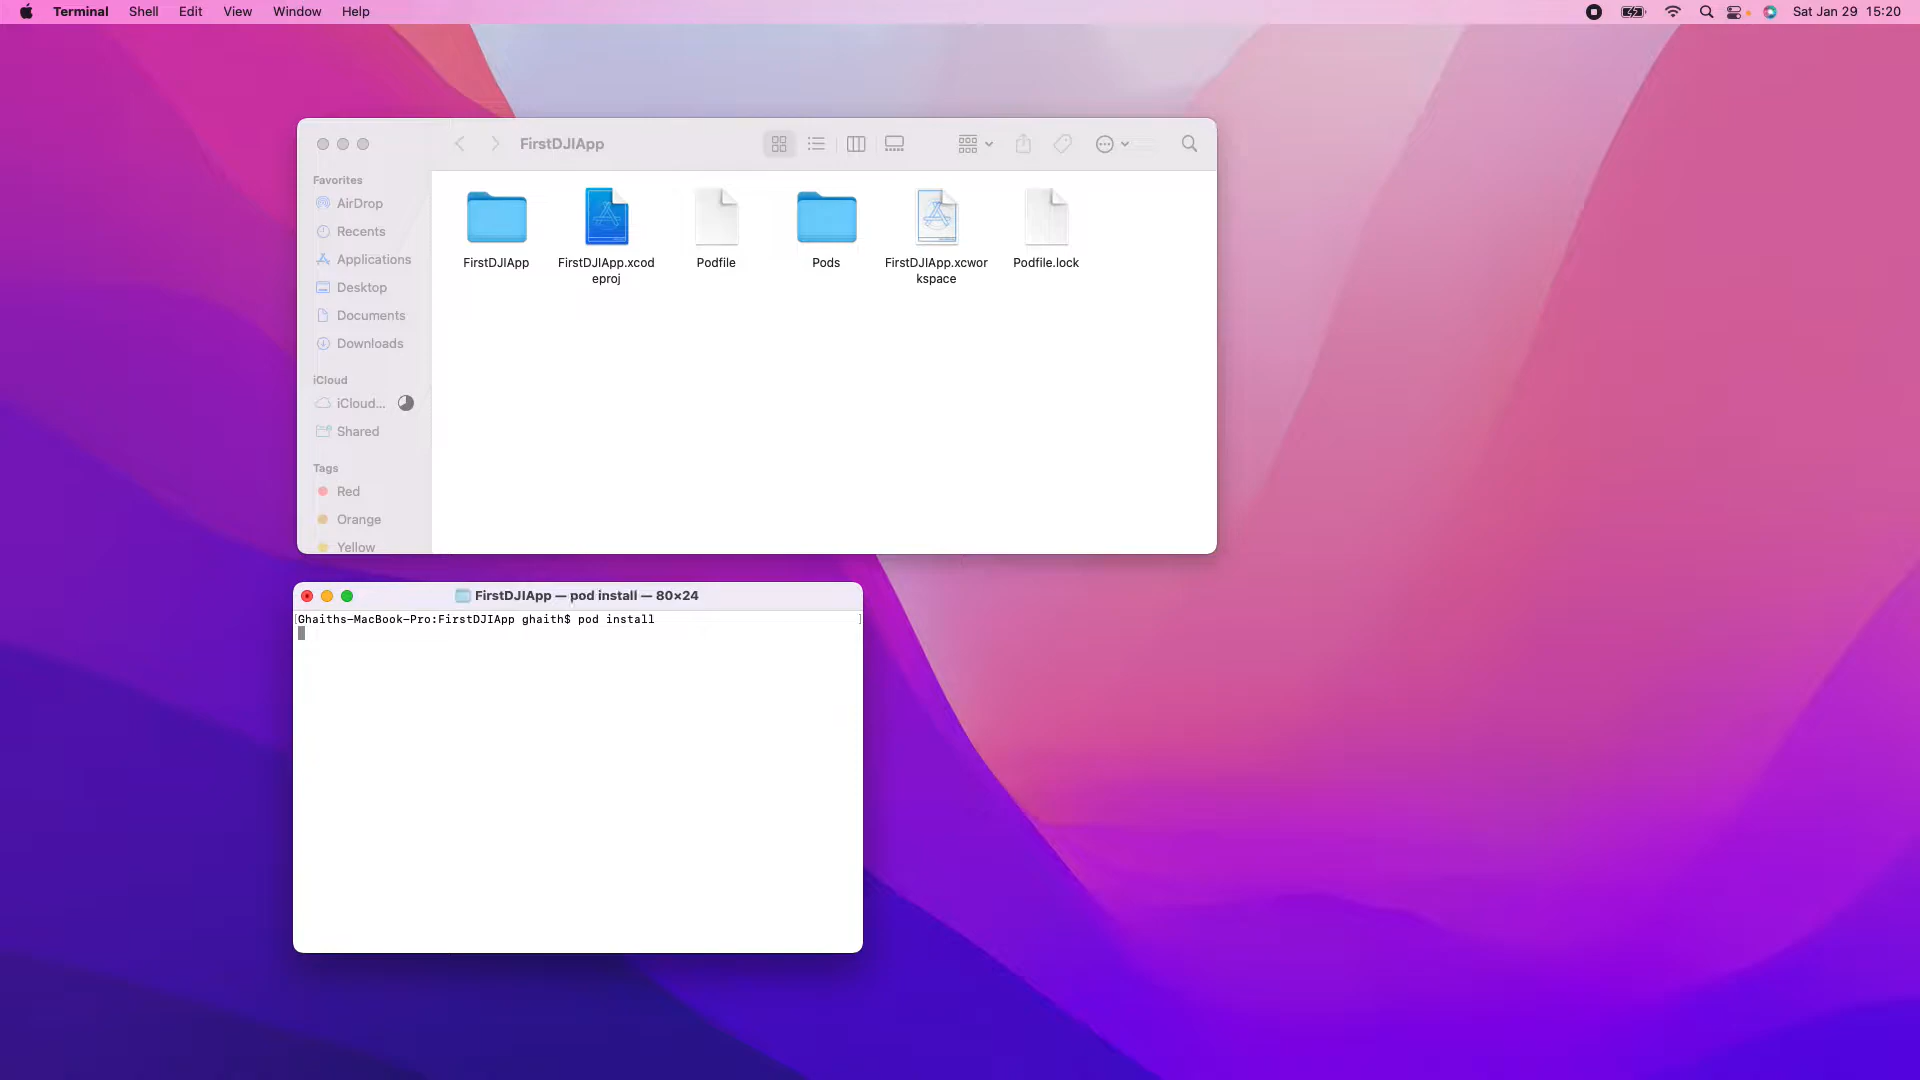 Terminal Shell Edit View Window Help Sat Jan 29 15:20
FirstDJIApp
Favorites
AirDrop
Recents
Applications
Desktop
Documents
Downloads
iCloud
iCloud...
Shared
Tags
Red
Orange
Yellow
FirstDJIApp
FirstDJIApp.xcod
eproj
Podfile
Pods
FirstDJIApp.xcwor
kspace
Podfile.lock
FirstDJIApp — pod install — 80×24
[Ghaiths-MacBook-Pro:FirstDJIApp ghaith$ pod install ]